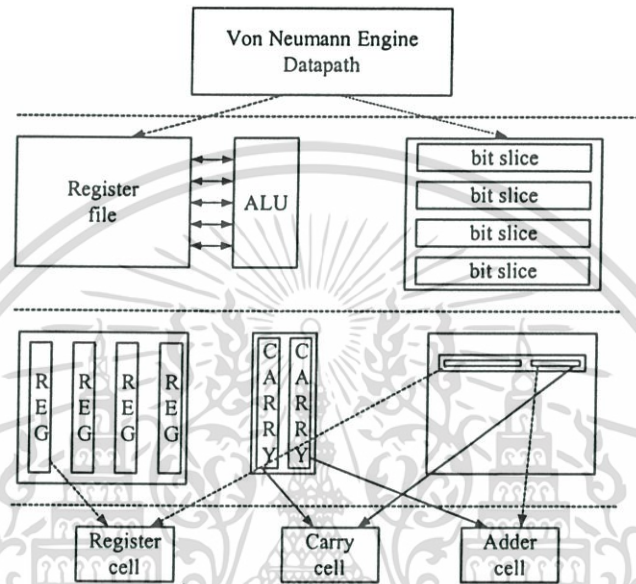 Von Neumann Engine
Datapath
Register
file
ALU
bit slice
bit slice
bit slice
bit slice
REG
REG
REG
REG
CARRY
CARRY
Register
cell
Carry
cell
Adder
cell